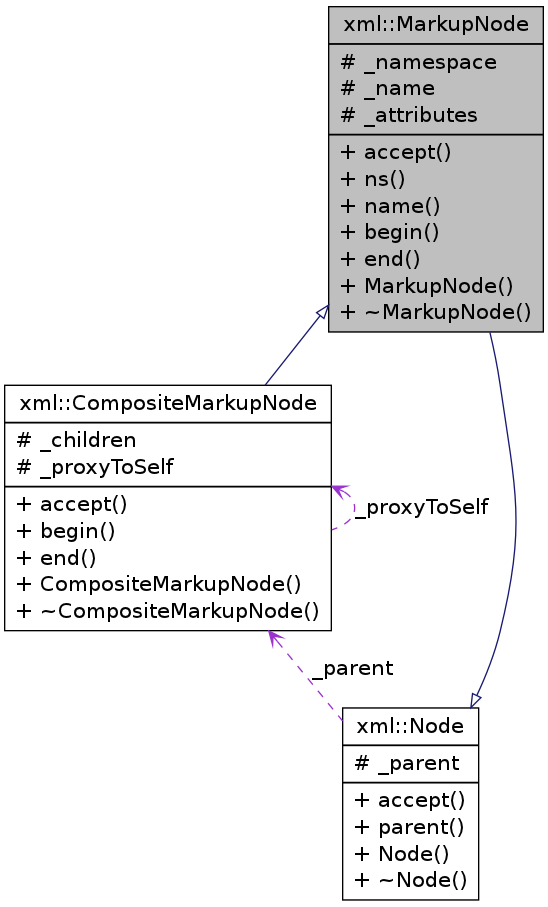 xml::MarkupNode
# _namespace
# _name
# _attributes
+ accept()
+ ns()
+ name()
+ begin()
+ end()
+ MarkupNode()
+ ~MarkupNode()
xml::CompositeMarkupNode
# _children
# _proxyToSelf
+ accept()
+ begin()
+ end()
+ CompositeMarkupNode()
+ ~CompositeMarkupNode()
_proxyToSelf
_parent
xml::Node
# _parent
+ accept()
+ parent()
+ Node()
+ ~Node()